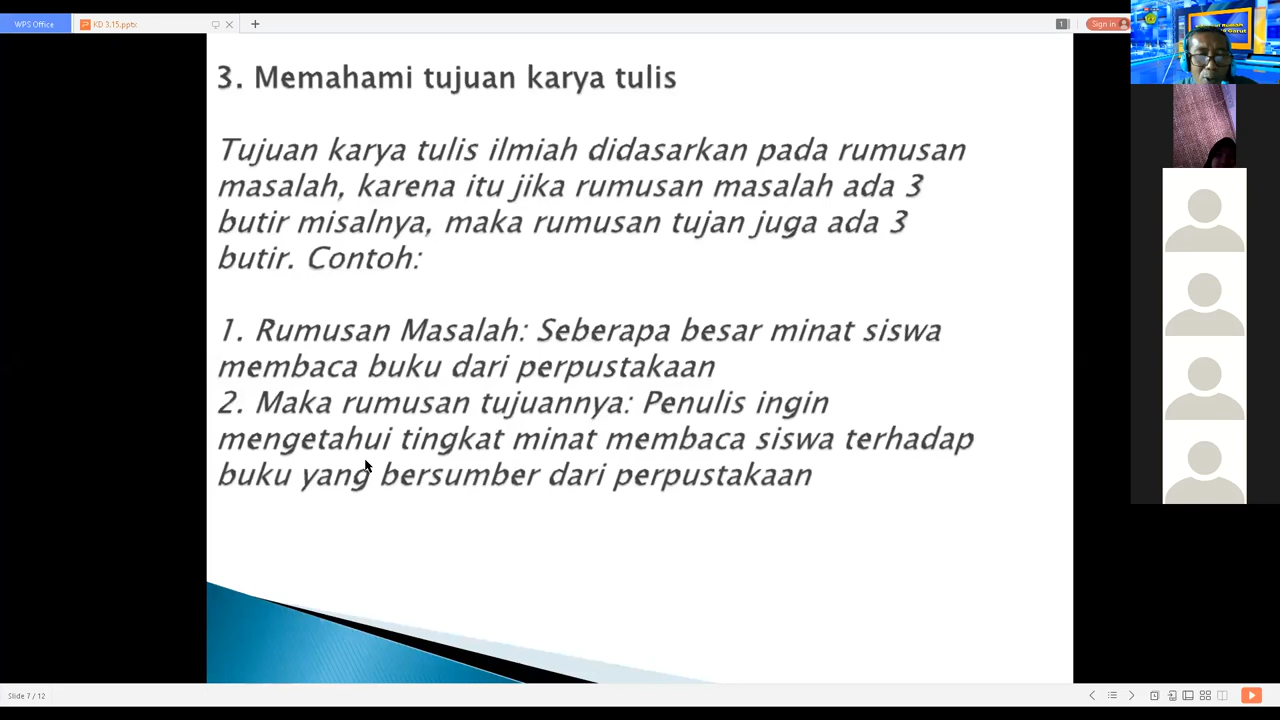 WPS Office
KD 3.15.pptx
1
Sign in
3. Memahami tujuan karya tulis
Tujuan karya tulis ilmiah didasarkan pada rumusan
masalah, karena itu jika rumusan masalah ada 3
butir misalnya, maka rumusan tujan juga ada 3
butir. Contoh:
1. Rumusan Masalah: Seberapa besar minat siswa
membaca buku dari perpustakaan
2. Maka rumusan tujuannya: Penulis ingin
mengetahui tingkat minat membaca siswa terhadap
buku yang bersumber dari perpustakaan
Slide 7 / 12